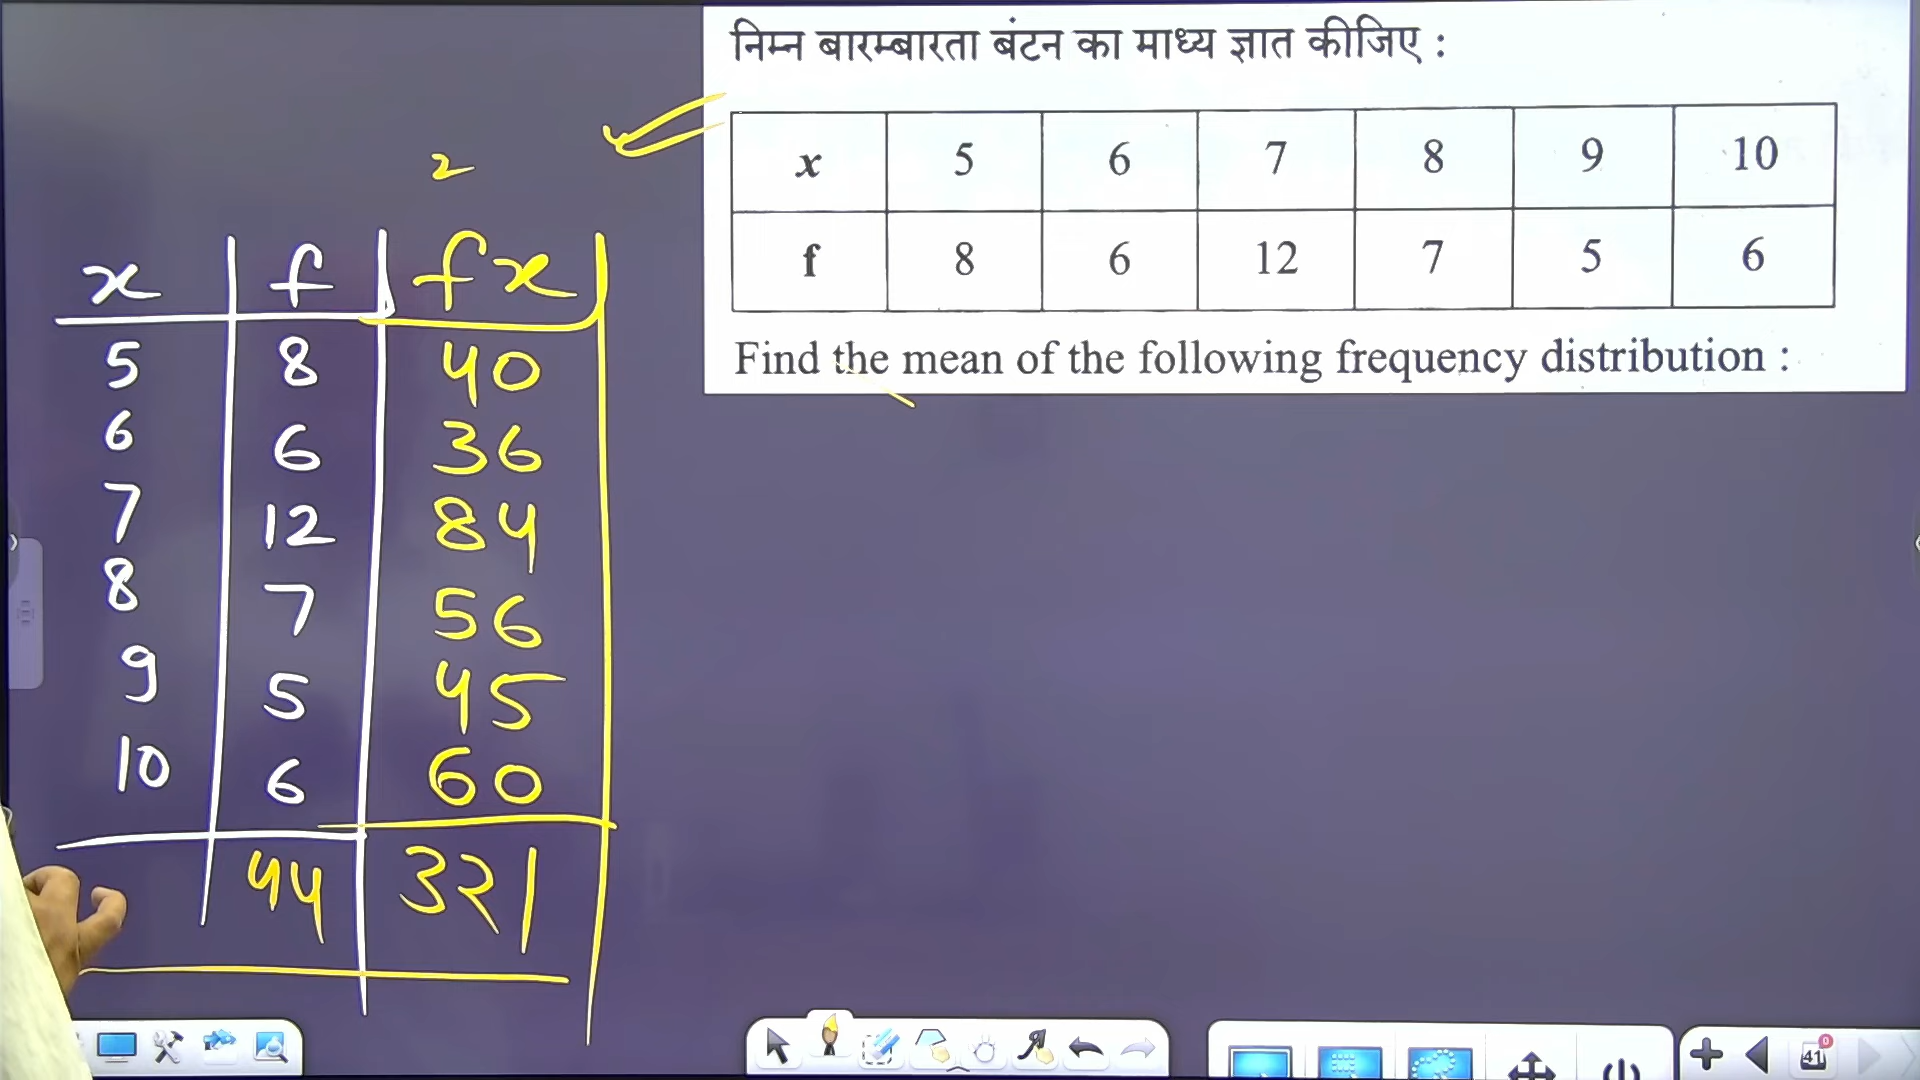 निम्न बारम्बारता बंटन का माध्य ज्ञात कीजिए :
x 5 6 7 8 9 10
f 8 6 12 7 5 6
Find the mean of the following frequency distribution :
2
x f fx
5 8 40
6 6 36
7 12 84
8 7 56
9 5 45
10 6 60
44 321
41
0